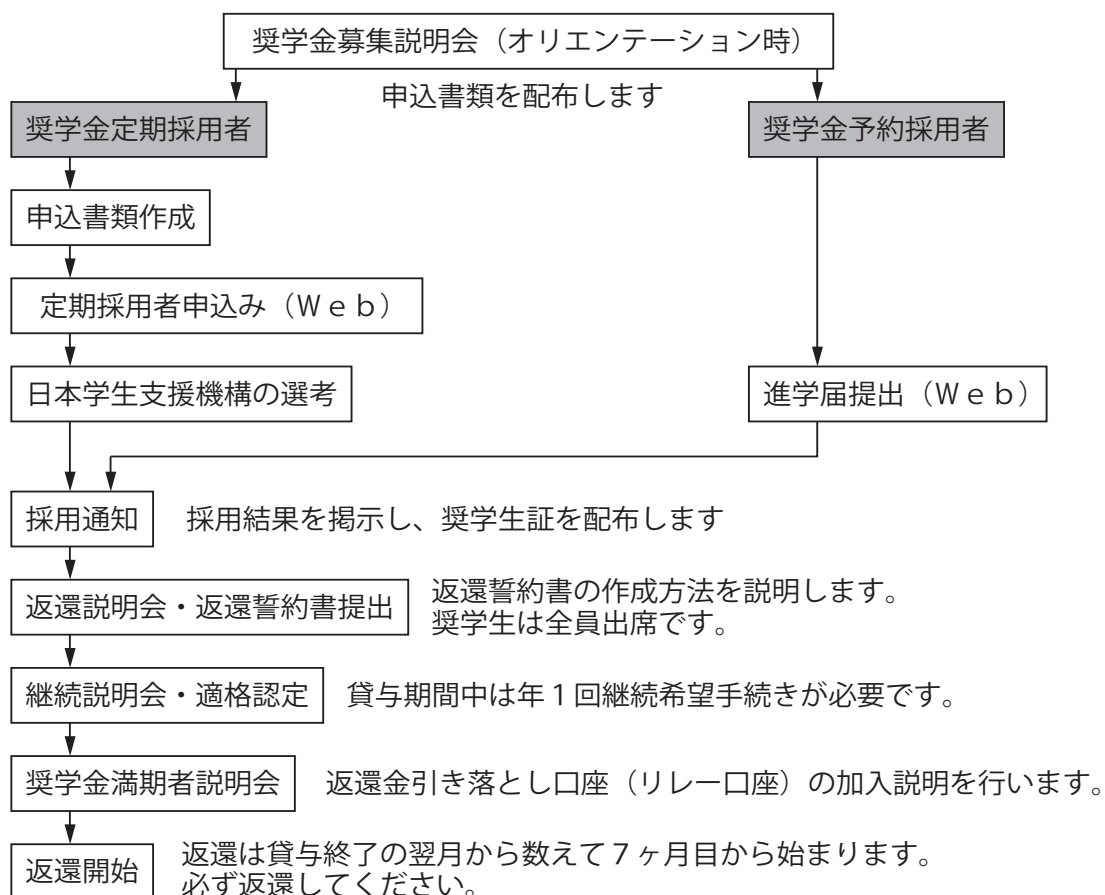 奨学金募集説明会（オリエンテーション時）
申込書類を配布します
奨学金定期採用者
奨学金予約採用者
申込書類作成
定期採用者申込み（Ｗｅｂ）
日本学生支援機構の選考
進学届提出（Ｗｅｂ）
採用通知
採用結果を掲示し、奨学生証を配布します
返還説明会・返還誓約書提出
返還誓約書の作成方法を説明します。
奨学生は全員出席です。
継続説明会・適格認定
貸与期間中は年１回継続希望手続きが必要です。
奨学金満期者説明会
返還金引き落とし口座（リレー口座）の加入説明を行います。
返還開始
返還は貸与終了の翌月から数えて７ヶ月目から始まります。
必ず返還してください。